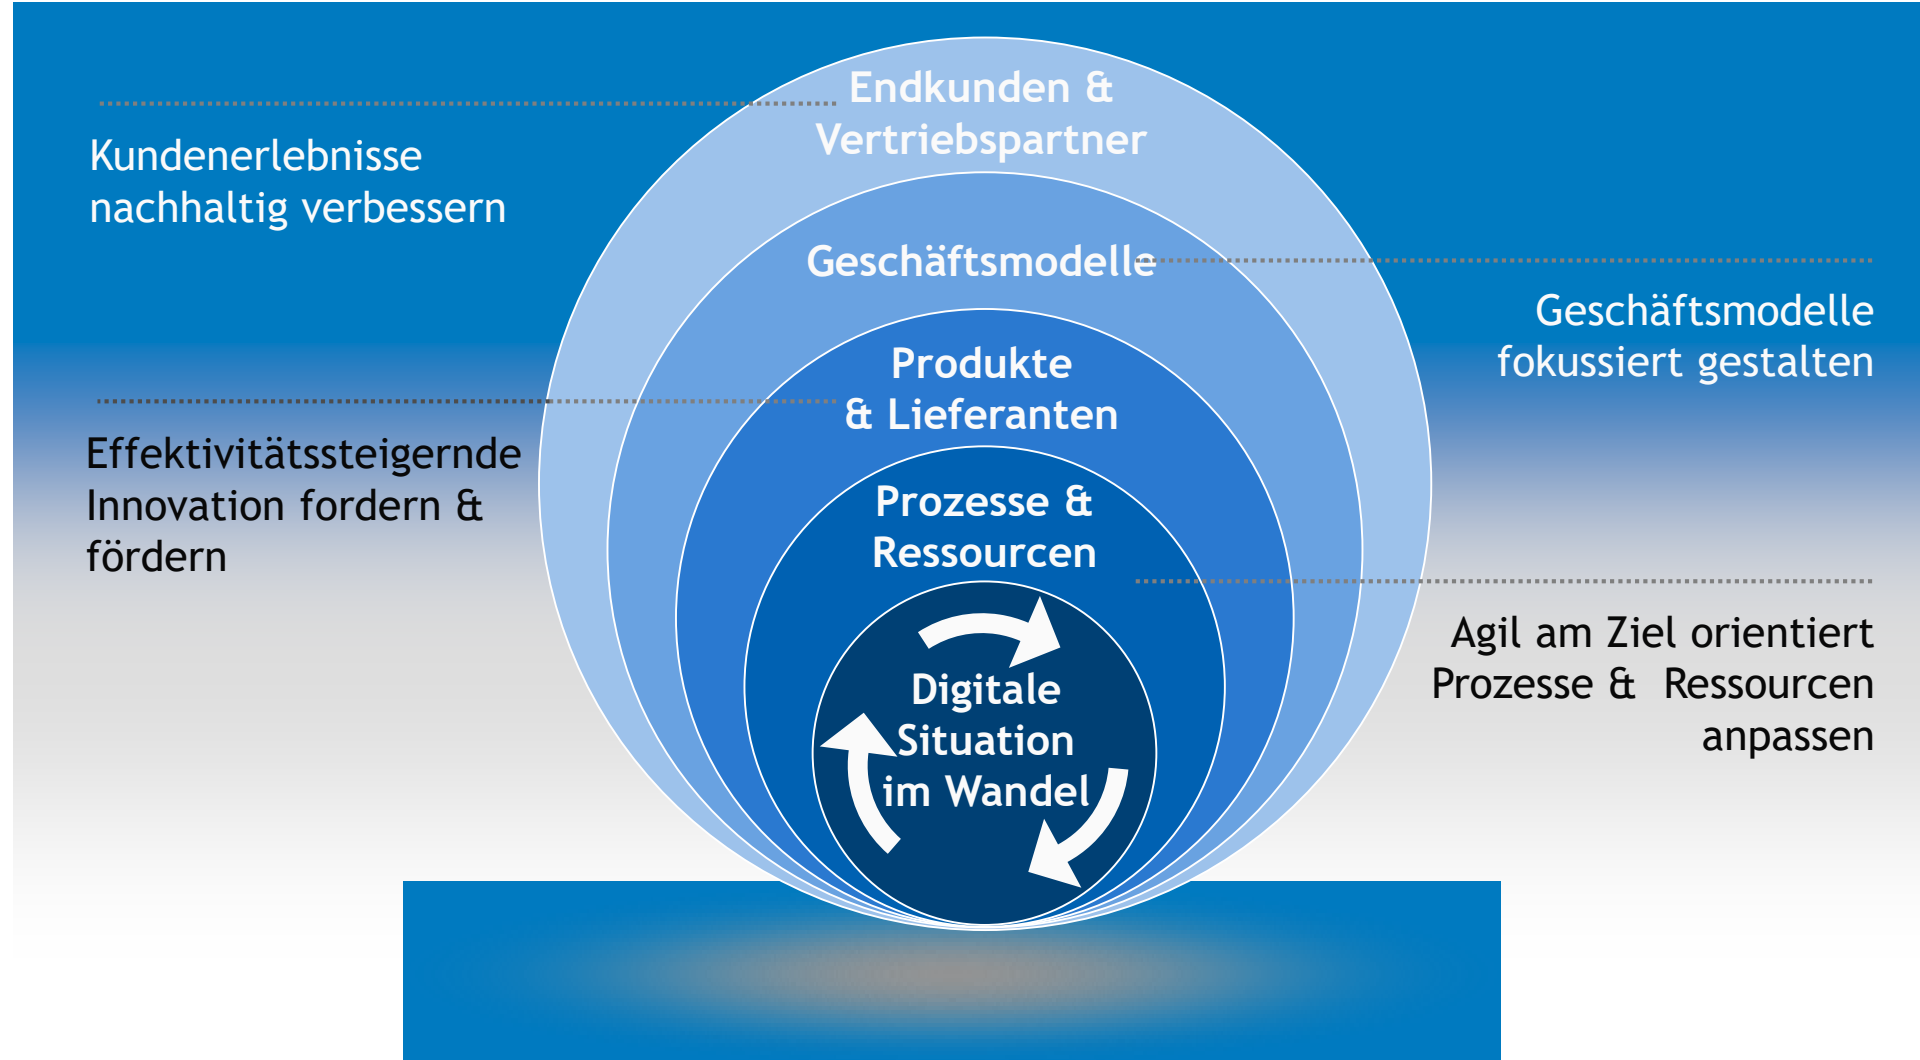 Endkunden &
Vertriebspartner
Kundenerlebnisse
nachhaltig verbessern
Geschäftsmodelle
Geschäftsmodelle
fokussiert gestalten
Produkte
& Lieferanten
Effektivitätssteigernde
Innovation fordern &
fördern
Prozesse &
Ressourcen
Agil am Ziel orientiert
Prozesse & Ressourcen
anpassen
Digitale
Situation
im Wandel